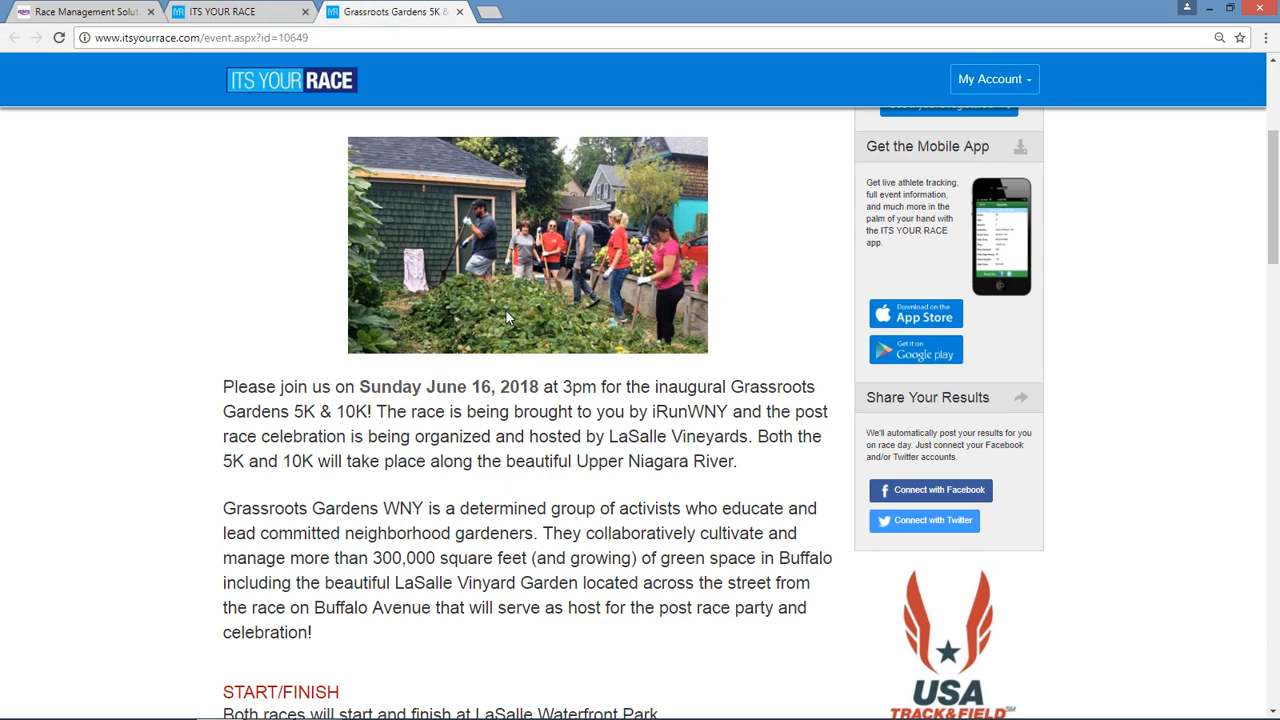 Race Management Solut
ITS YOUR RACE
Grassroots Gardens 5K &
www.itsyourrace.com/event.aspx?id=10649
ITS YOUR RACE
My Account
Get the Mobile App
Get live athlete tracking,
full event information,
and much more in the
palm of your hand with
the ITS YOUR RACE
app.
Download on the
App Store
Get it on
Google play
Share Your Results
We'll automatically post your results for you
on race day. Just connect your Facebook
and/or Twitter accounts.
Connect with Facebook
Connect with Twitter
USA
TRACK&FIELD
SM
Please join us on Sunday June 16, 2018 at 3pm for the inaugural Grassroots
Gardens 5K & 10K! The race is being brought to you by iRunWNY and the post
race celebration is being organized and hosted by LaSalle Vineyards. Both the
5K and 10K will take place along the beautiful Upper Niagara River.
Grassroots Gardens WNY is a determined group of activists who educate and
lead committed neighborhood gardeners. They collaboratively cultivate and
manage more than 300,000 square feet (and growing) of green space in Buffalo
including the beautiful LaSalle Vinyard Garden located across the street from
the race on Buffalo Avenue that will serve as host for the post race party and
celebration!
START/FINISH
Both races will start and finish at LaSalle Waterfront Park